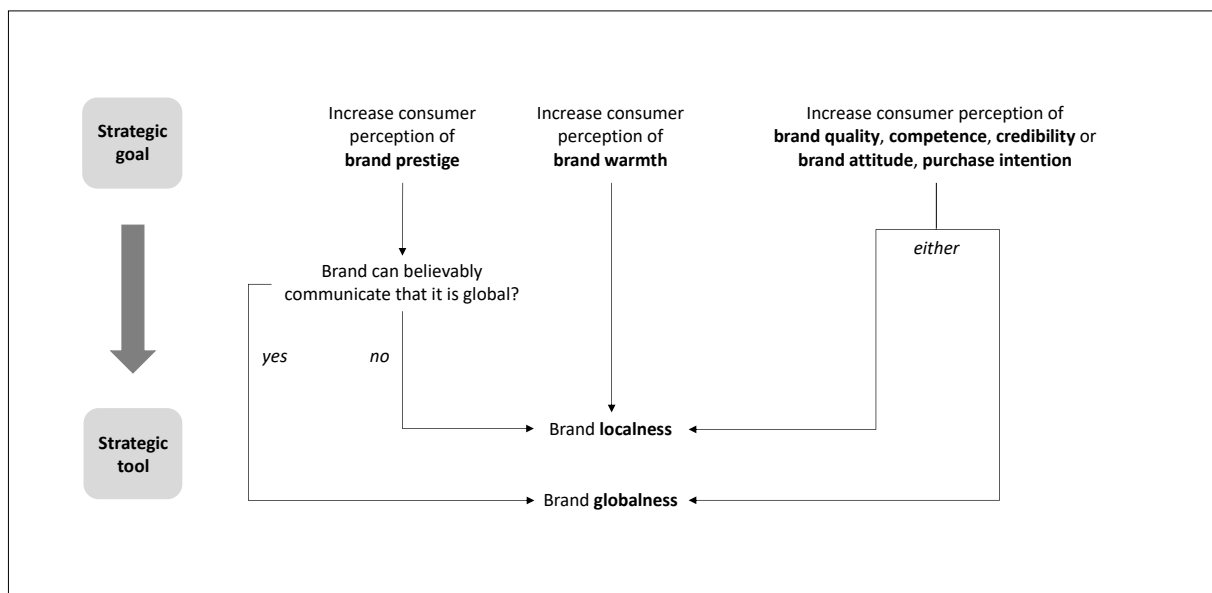 Strategic
goal
Increase consumer
perception of
brand prestige
Increase consumer
perception of
brand warmth
Increase consumer perception of
brand quality, competence, credibility or
brand attitude, purchase intention
either
Brand can believably
communicate that it is global?
yes
no
Strategic
tool
Brand localness
Brand globalness